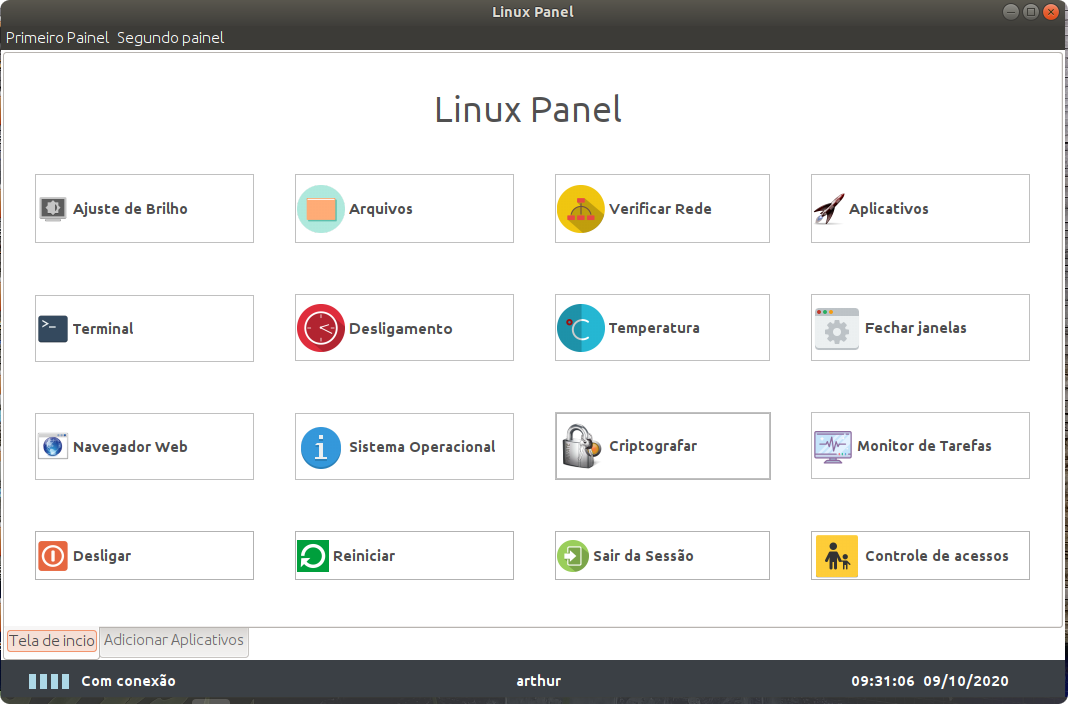 Linux Panel
Primeiro Painel Segundo painel
Linux Panel
Ajuste de Brilho
Arquivos
Verificar Rede
Aplicativos
Terminal
Desligamento
Temperatura
Fechar janelas
Navegador Web
Sistema Operacional
Criptografar
Monitor de Tarefas
Desligar
Reiniciar
Sair da Sessão
Controle de acessos
Tela de incio Adicionar Aplicativos
Com conexão
arthur
09:31:06 09/10/2020